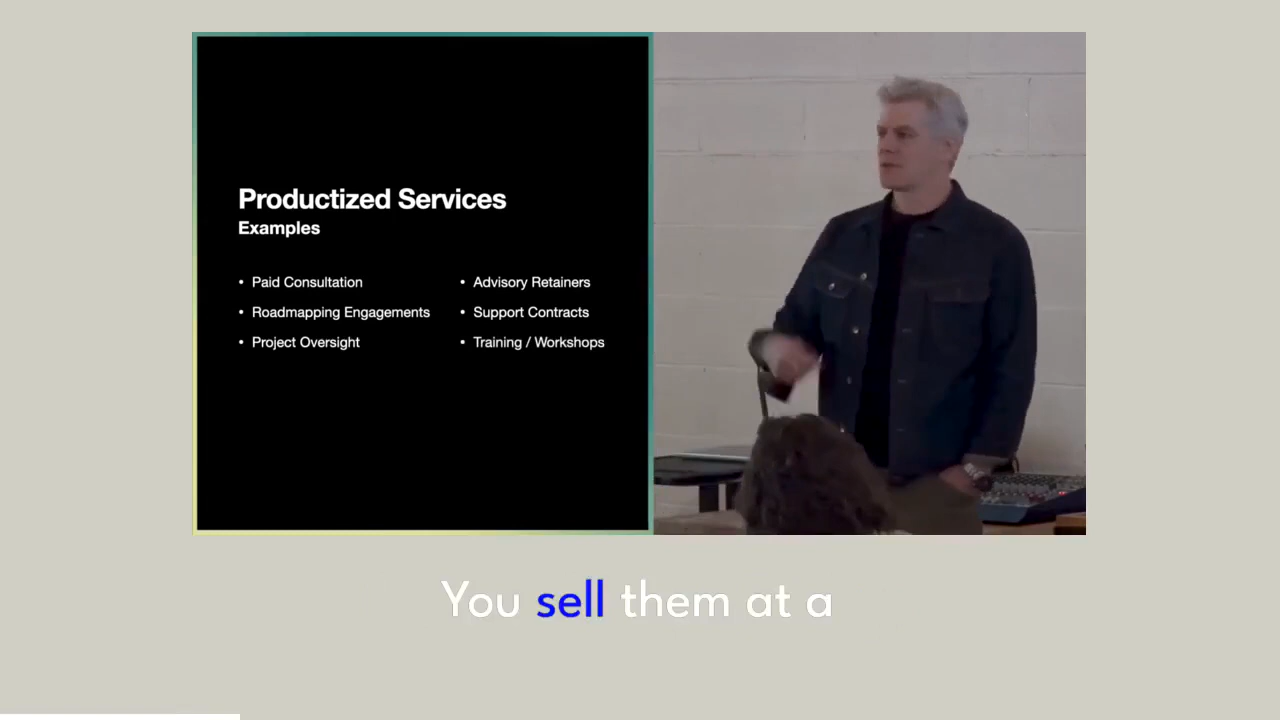 Productized Services
Examples
• Paid Consultation
• Roadmapping Engagements
• Project Oversight
• Advisory Retainers
• Support Contracts
• Training / Workshops
You sell them at a